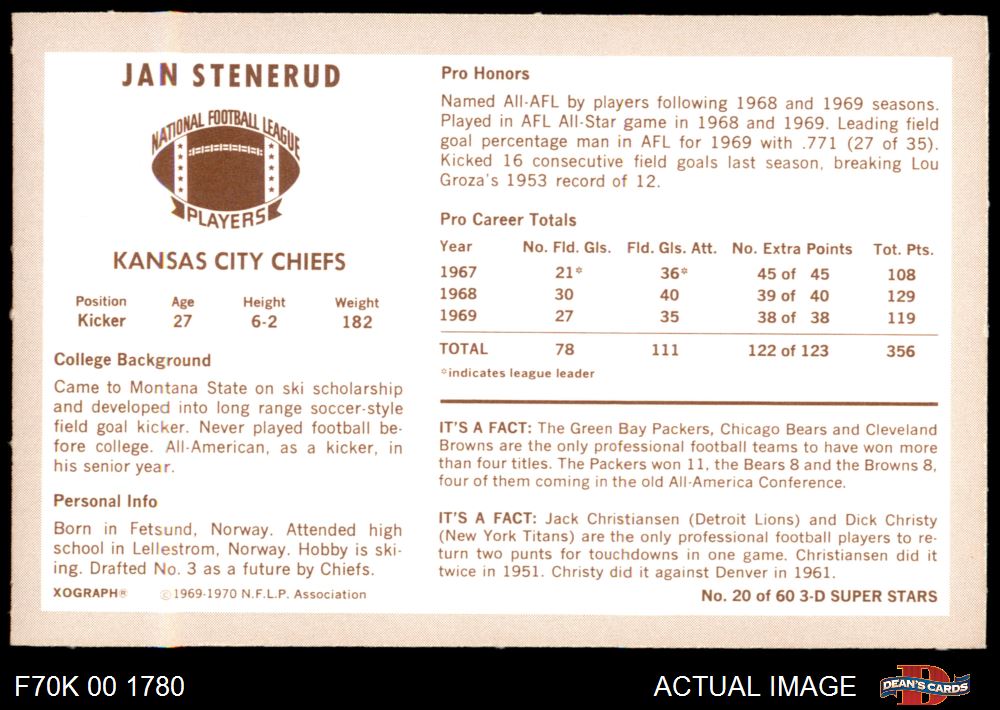 JAN STENERUD
NATIONAL FOOTBALL LEAGUE
PLAYERS
KANSAS CITY CHIEFS
Position Age Height Weight
Kicker 27 6-2 182
College Background
Came to Montana State on ski scholarship
and developed into long range soccer-style
field goal kicker. Never played football be-
fore college. All-American, as a kicker, in
his senior year.
Personal Info
Born in Fetsund, Norway. Attended high
school in Lellestrom, Norway. Hobby is ski-
ing. Drafted No. 3 as a future by Chiefs.
XOGRAPH® ©1969-1970 N.F.L.P. Association
Pro Honors
Named All-AFL by players following 1968 and 1969 seasons.
Played in AFL All-Star game in 1968 and 1969. Leading field
goal percentage man in AFL for 1969 with .771 (27 of 35).
Kicked 16 consecutive field goals last season, breaking Lou
Groza's 1953 record of 12.
Pro Career Totals
Year No. Fld. Gls. Fld. Gls. Att. No. Extra Points Tot. Pts.
1967 21* 36* 45 of 45 108
1968 30 40 39 of 40 129
1969 27 35 38 of 38 119
TOTAL 78 111 122 of 123 356
*indicates league leader
IT'S A FACT: The Green Bay Packers, Chicago Bears and Cleveland
Browns are the only professional football teams to have won more
than four titles. The Packers won 11, the Bears 8 and the Browns 8,
four of them coming in the old All-America Conference.
IT'S A FACT: Jack Christiansen (Detroit Lions) and Dick Christy
(New York Titans) are the only professional football players to re-
turn two punts for touchdowns in one game. Christiansen did it
twice in 1951. Christy did it against Denver in 1961.
No. 20 of 60 3-D SUPER STARS
F70K 00 1780
ACTUAL IMAGE
D
DEAN'S CARDS